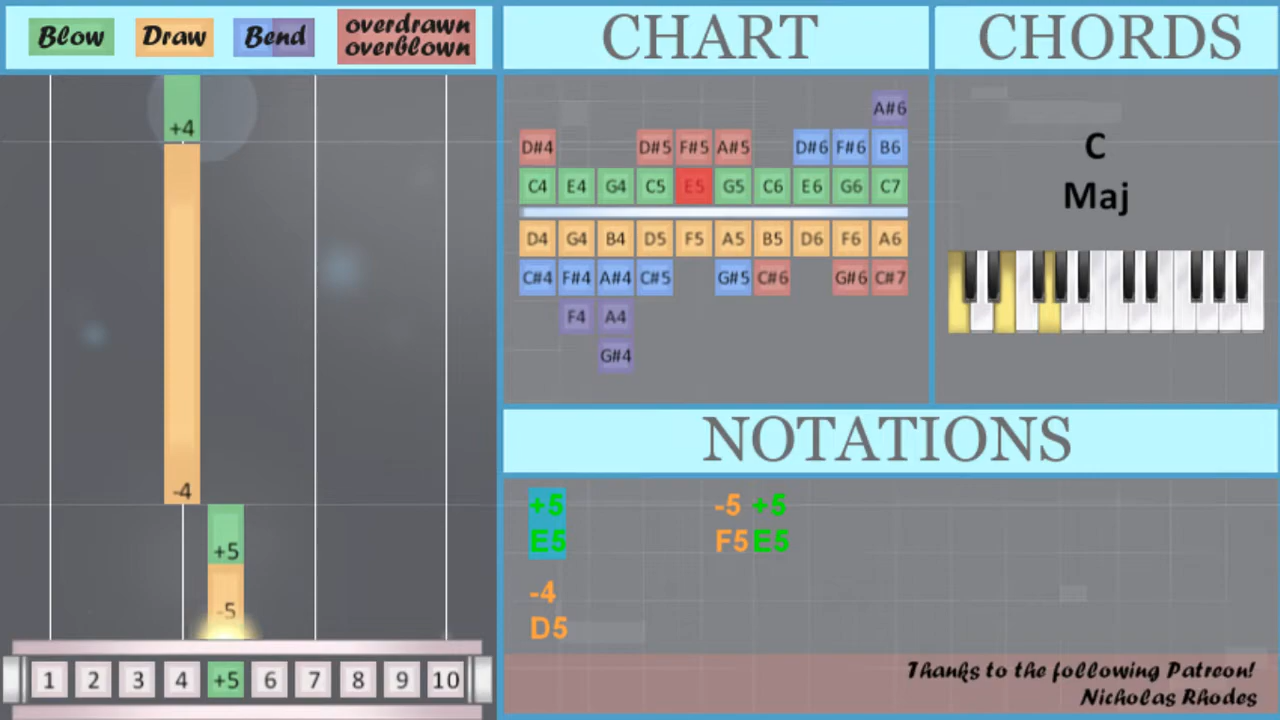 Blow Draw Bend overdrawn
overblown
CHART
CHORDS
+4
-4
+5
-5
1 2 3 4 +5 6 7 8 9 10
A#6
D#4 D#5 F#5 A#5 D#6 F#6 B6
C4 E4 G4 C5 E5 G5 C6 E6 G6 C7
D4 G4 B4 D5 F5 A5 B5 D6 F6 A6
C#4 F#4 A#4 C#5 G#5 C#6 G#6 C#7
F4 A4
G#4
C
Maj
NOTATIONS
+5 -5 +5
E5 F5 E5
-4
D5
Thanks to the following Patreon!
Nicholas Rhodes